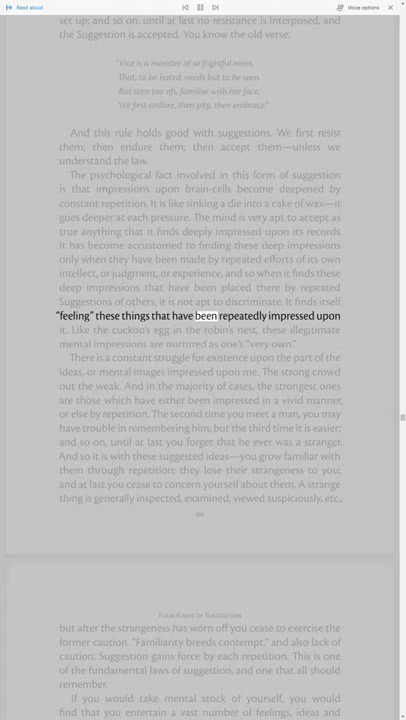 Read aloud
Voice options
set up; and so on, until at last no resistance is interposed, and
the Suggestion is accepted. You know the old verse:
"Vice is a monster of so frightful mien,
That, to be hated, needs but to be seen.
But seen too oft, familiar with her face,
We first endure, then pity, then embrace."
And this rule holds good with suggestions. We first resist
them; then endure them; then accept them—unless we
understand the law.
The psychological fact involved in this form of suggestion
is that impressions upon brain-cells become deepened by
constant repetition. It is like sinking a die into a cake of wax—it
goes deeper at each pressure. The mind is very apt to accept as
true anything that it finds deeply impressed upon its records.
It has become accustomed to finding these deep impressions
only when they have been made by repeated efforts of its own
intellect, or judgment, or experience, and so when it finds these
deep impressions that have been placed there by repeated
Suggestions of others, it is not apt to discriminate. It finds itself
"feeling" these things that have been repeatedly impressed upon
it. Like the cuckoo's egg in the robin's nest, these illegitimate
mental impressions are nurtured as one's "very own."
There is a constant struggle for existence upon the part of the
ideas, or mental images impressed upon me. The strong crowd
out the weak. And in the majority of cases, the strongest ones
are those which have either been impressed in a vivid manner,
or else by repetition. The second time you meet a man, you may
have trouble in remembering him; but the third time it is easier;
and so on, until at last you forget that he ever was a stranger.
And so it is with these suggested ideas—you grow familiar with
them through repetition; they lose their strangeness to you;
and at last you cease to concern yourself about them. A strange
thing is generally inspected, examined, viewed suspiciously, etc.,
Four Kinds of Suggestion
but after the strangeness has worn off you cease to exercise the
former caution. "Familiarity breeds contempt," and also lack of
caution. Suggestion gains force by each repetition. This is one
of the fundamental laws of suggestion, and one that all should
remember.
If you would take mental stock of yourself, you would
find that you entertain a vast number of feelings, ideas and